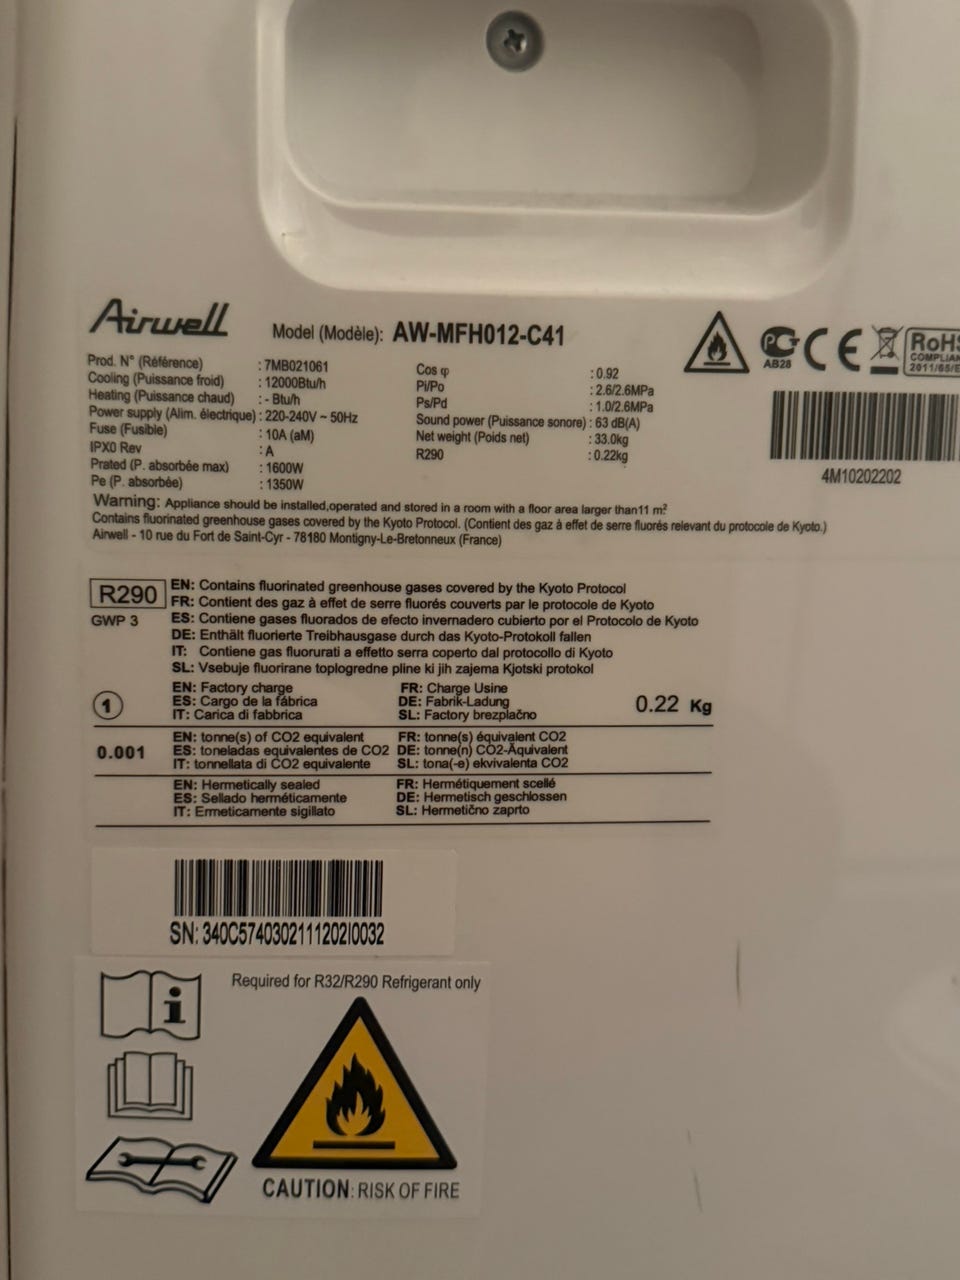 Airwell Model (Modèle): AW-MFH012-C41
Prod. N° (Référence) : 7MB021061
Cooling (Puissance froid) : 12000Btu/h
Heating (Puissance chaud) : - Btu/h
Power supply (Alim. électrique) : 220-240V ~ 50Hz
Fuse (Fusible) : 10A (aM)
IPX0 Rev : A
Prated (P. absorbée max) : 1600W
Pe (P. absorbée) : 1350W
Cos φ : 0.92
Pi/Po : 2.6/2.6MPa
Ps/Pd : 1.0/2.6MPa
Sound power (Puissance sonore) : 63 dB(A)
Net weight (Poids net) : 33.0kg
R290 : 0.22kg
PG
AB28
CE
RoHS
COMPLIAN
2011/65/E
4M10202202
Warning: Appliance should be installed,operated and stored in a room with a floor area larger than11 m²
Contains fluorinated greenhouse gases covered by the Kyoto Protocol. (Contient des gaz à effet de serre fluorés relevant du protocole de Kyoto.)
Airwell - 10 rue du Fort de Saint-Cyr - 78180 Montigny-Le-Bretonneux (France)
R290
GWP 3
EN: Contains fluorinated greenhouse gases covered by the Kyoto Protocol
FR: Contient des gaz à effet de serre fluorés couverts par le protocole de Kyoto
ES: Contiene gases fluorados de efecto invernadero cubierto por el Protocolo de Kyoto
DE: Enthält fluorierte Treibhausgase durch das Kyoto-Protokoll fallen
IT: Contiene gas fluorurati a effetto serra coperto dal protocollo di Kyoto
SL: Vsebuje fluorirane toplogredne pline ki jih zajema Kjotski protokol
1
EN: Factory charge FR: Charge Usine
ES: Cargo de la fábrica DE: Fabrik-Ladung
IT: Carica di fabbrica SL: Factory brezplačno
0.22 Kg
0.001
EN: tonne(s) of CO2 equivalent FR: tonne(s) équivalent CO2
ES: toneladas equivalentes de CO2 DE: tonne(n) CO2-Äquivalent
IT: tonnellata di CO2 equivalente SL: tona(-e) ekvivalenta CO2
EN: Hermetically sealed FR: Hermétiquement scellé
ES: Sellado herméticamente DE: Hermetisch geschlossen
IT: Ermeticamente sigillato SL: Hermetično zaprto
SN: 340C5740302111202I0032
Required for R32/R290 Refrigerant only
CAUTION: RISK OF FIRE